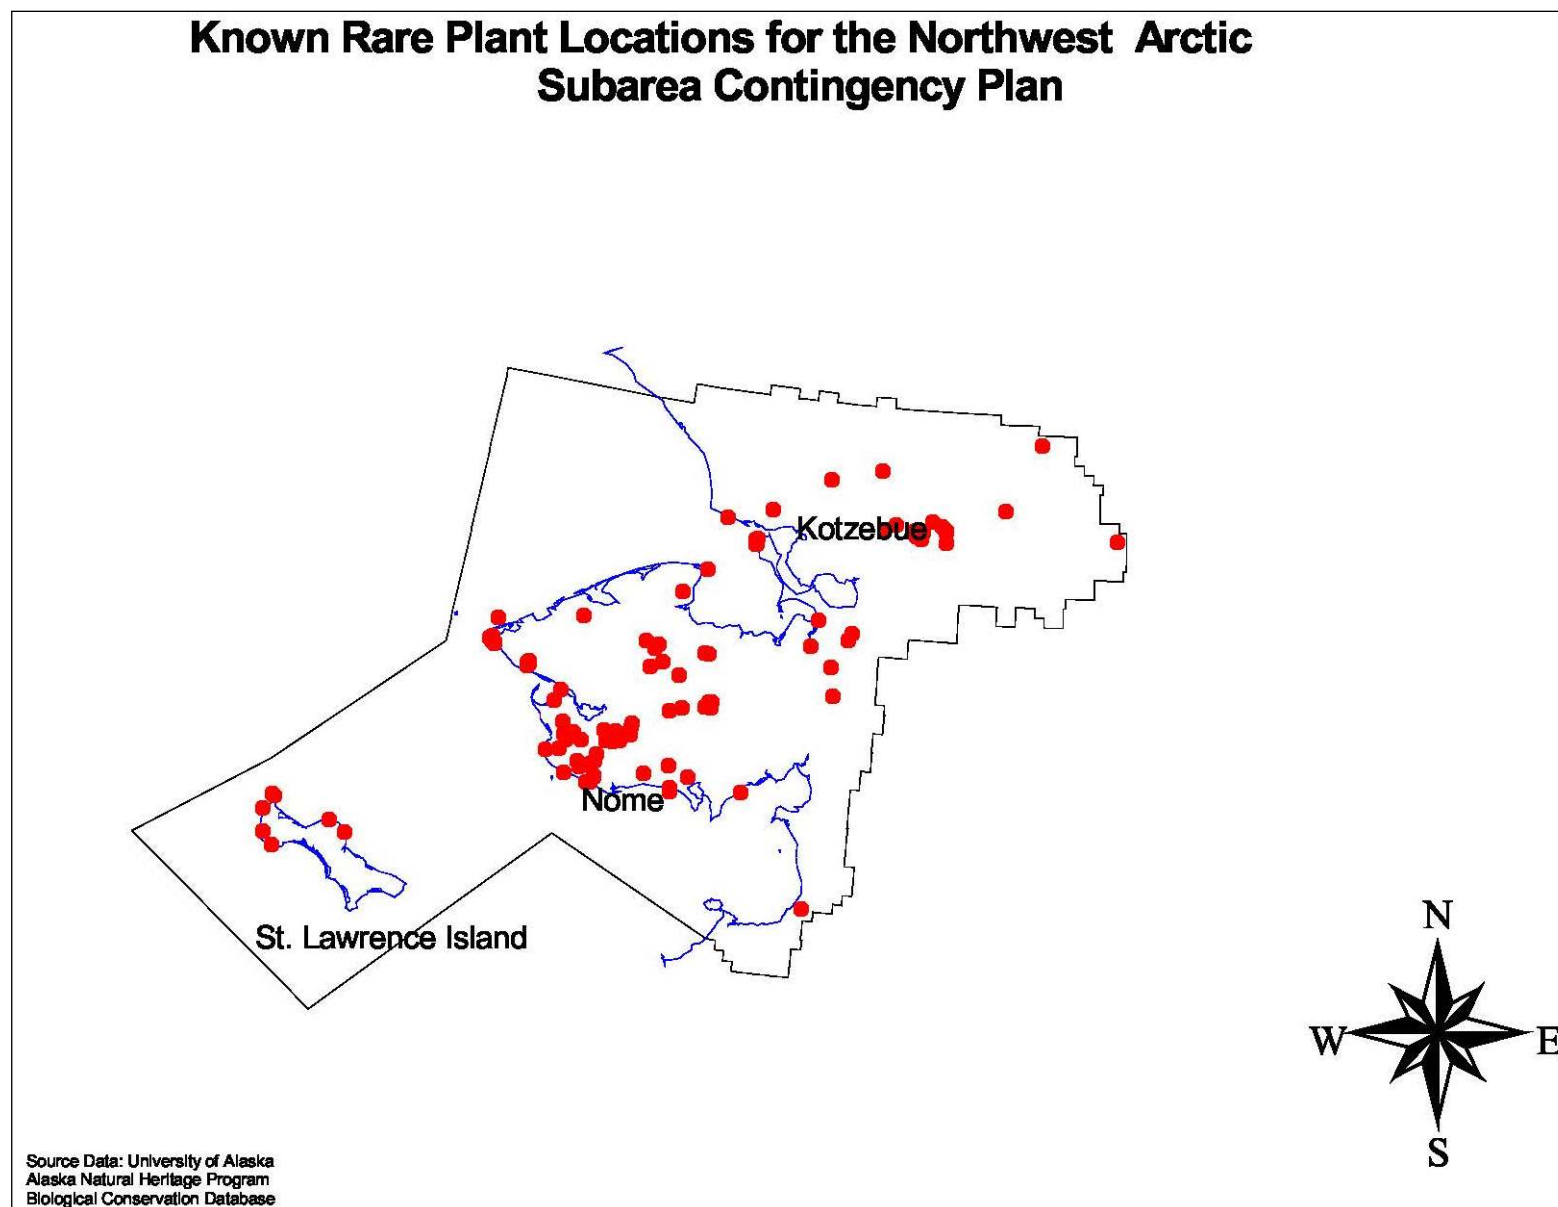 Known Rare Plant Locations for the Northwest Arctic
Subarea Contingency Plan
Kotzebue
Nome
St. Lawrence Island
N
W
E
S
Source Data: University of Alaska
Alaska Natural Heritage Program
Biological Conservation Database